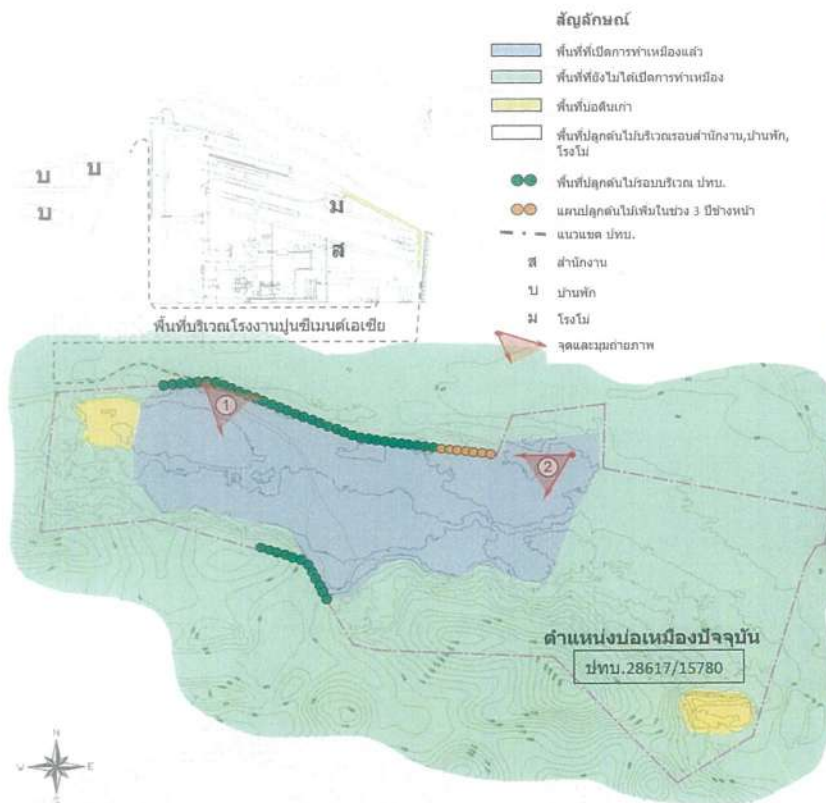 สัญลักษณ์
พื้นที่ที่เปิดการทำเหมืองแล้ว
พื้นที่ที่ยังไม่ได้เปิดการทำเหมือง
พื้นที่บ่อดินเก่า
พื้นที่ปลูกต้นไม้บริเวณรอบสำนักงาน,บ้านพัก,
โรงโม่
พื้นที่ปลูกต้นไม้รอบบริเวณ ปทบ.
แผนปลูกต้นไม้เพิ่มในช่วง 3 ปีข้างหน้า
แนวเขต ปทบ.
ส สำนักงาน
บ บ้านพัก
ม โรงโม่
จุดและมุมถ่ายภาพ
บ
บ
บ
ม
ส
พื้นที่บริเวณโรงงานปูนซีเมนต์เอเซีย
1
2
ตำแหน่งบ่อเหมืองปัจจุบัน
ปทบ.28617/15780
N
W
E
S